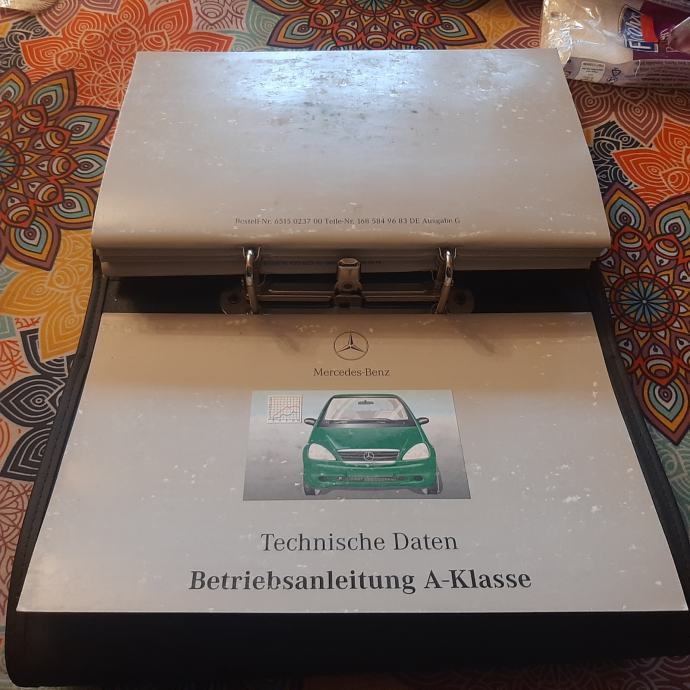 Bestell-Nr. 6515 0237 00 Teile-Nr. 168 584 96 83 DE Ausgabe G
Mercedes-Benz
Technische Daten
Betriebsanleitung A-Klasse